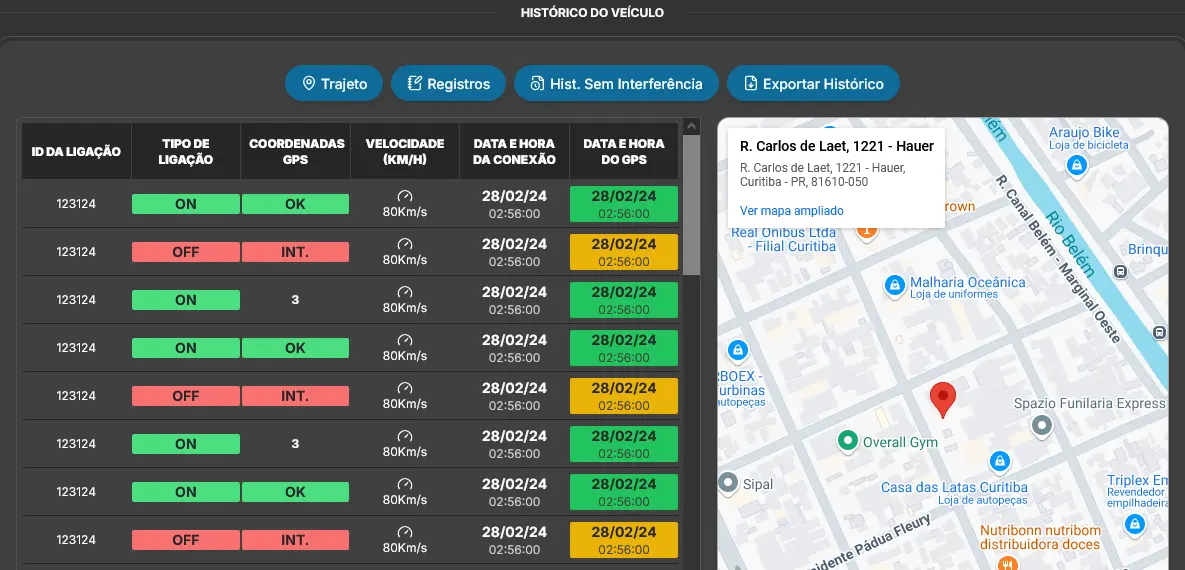 HISTÓRICO DO VEÍCULO
Trajeto Registros Hist. Sem Interferência Exportar Histórico
ID DA LIGAÇÃO TIPO DE LIGAÇÃO COORDENADAS GPS VELOCIDADE (KM/H) DATA E HORA DA CONEXÃO DATA E HORA DO GPS
123124 ON OK 80Km/s 28/02/24 02:56:00 28/02/24 02:56:00
123124 OFF INT. 80Km/s 28/02/24 02:56:00 28/02/24 02:56:00
123124 ON 3 80Km/s 28/02/24 02:56:00 28/02/24 02:56:00
123124 ON OK 80Km/s 28/02/24 02:56:00 28/02/24 02:56:00
123124 OFF INT. 80Km/s 28/02/24 02:56:00 28/02/24 02:56:00
123124 ON 3 80Km/s 28/02/24 02:56:00 28/02/24 02:56:00
123124 ON OK 80Km/s 28/02/24 02:56:00 28/02/24 02:56:00
123124 OFF INT. 80Km/s 28/02/24 02:56:00 28/02/24 02:56:00
R. Carlos de Laet, 1221 - Hauer
R. Carlos de Laet, 1221 - Hauer,
Curitiba - PR, 81610-050
Ver mapa ampliado
Belém
Araujo Bike
Loja de bicicleta
rown
Real Ônibus Ltda
- Filial Curitiba
R. Canal Belém - Marginal Oeste
Rio Belém
Brinqu
Malharia Oceânica
Loja de uniformes
RBOEX -
urbinas
autopeças
Spazio Funilaria Express
Overall Gym
Sipal
Casa das Latas Curitiba
Loja de autopeças
Triplex Em
Revendedor
empilhadeira
sidente Pádua Fleury
Nutribonn nutribom
distribuidora doces